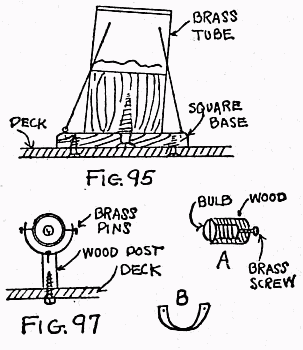 BRASS
TUBE
SQUARE
BASE
DECK
FIG. 95
BRASS
PINS
WOOD POST
DECK
FIG. 97
BULB
WOOD
A
BRASS
SCREW
B